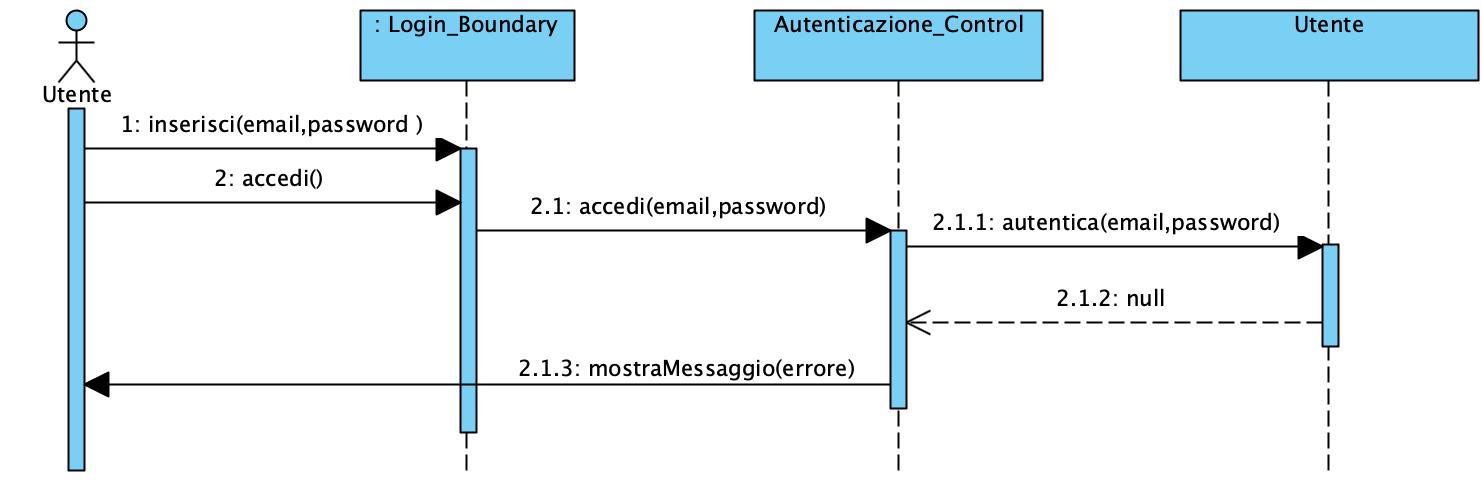 : Login_Boundary
Autenticazione_Control
Utente
Utente
1: inserisci(email,password )
2: accedi()
2.1: accedi(email,password)
2.1.1: autentica(email,password)
2.1.2: null
2.1.3: mostraMessaggio(errore)